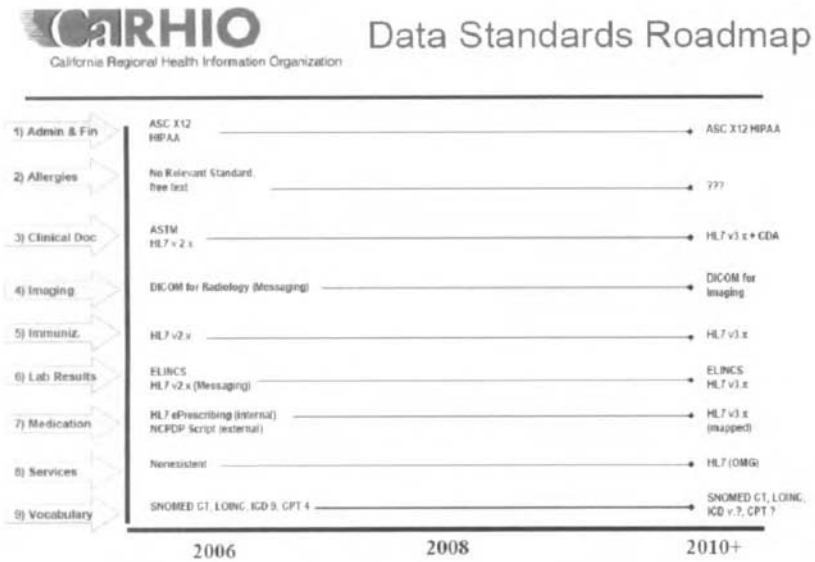 CalRHIO
California Regional Health Information Organization
Data Standards Roadmap
1) Admin & Fin
ASC X12
HIPAA
ASC X12 HIPAA
2) Allergies
No Relevant Standard,
free text
???
3) Clinical Doc
ASTM
HL7 v 2 x
HL7 v3 x + CDA
4) Imaging
DICOM for Radiology (Messaging)
DICOM for
Imaging
5) Immuniz.
HL7 v2.x
HL7 v3.x
6) Lab Results
ELINCS
HL7 v2.x (Messaging)
ELINCS
HL7 v3.x
7) Medication
HL7 ePrescribing (internal)
NCPDP Script (external)
HL7 v3 x
(mapped)
8) Services
Nonexistent
HL7 (OMG)
9) Vocabulary
SNOMED CT, LOINC, ICD 9, CPT 4
SNOMED CT, LOINC,
ICD v.?, CPT ?
2006
2008
2010+